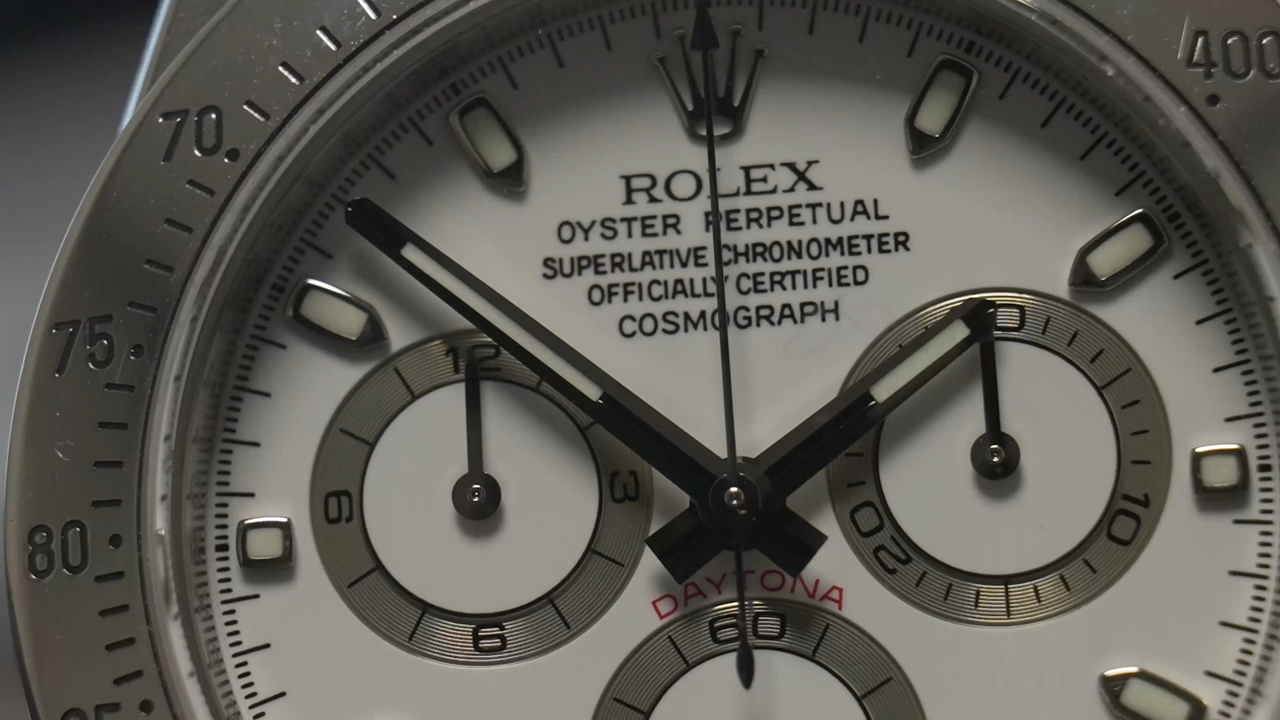 400
70
ROLEX
OYSTER PERPETUAL
SUPERLATIVE CHRONOMETER
OFFICIALLY CERTIFIED
COSMOGRAPH
75
12
3
6
9
10
20
80
DAYTONA
60